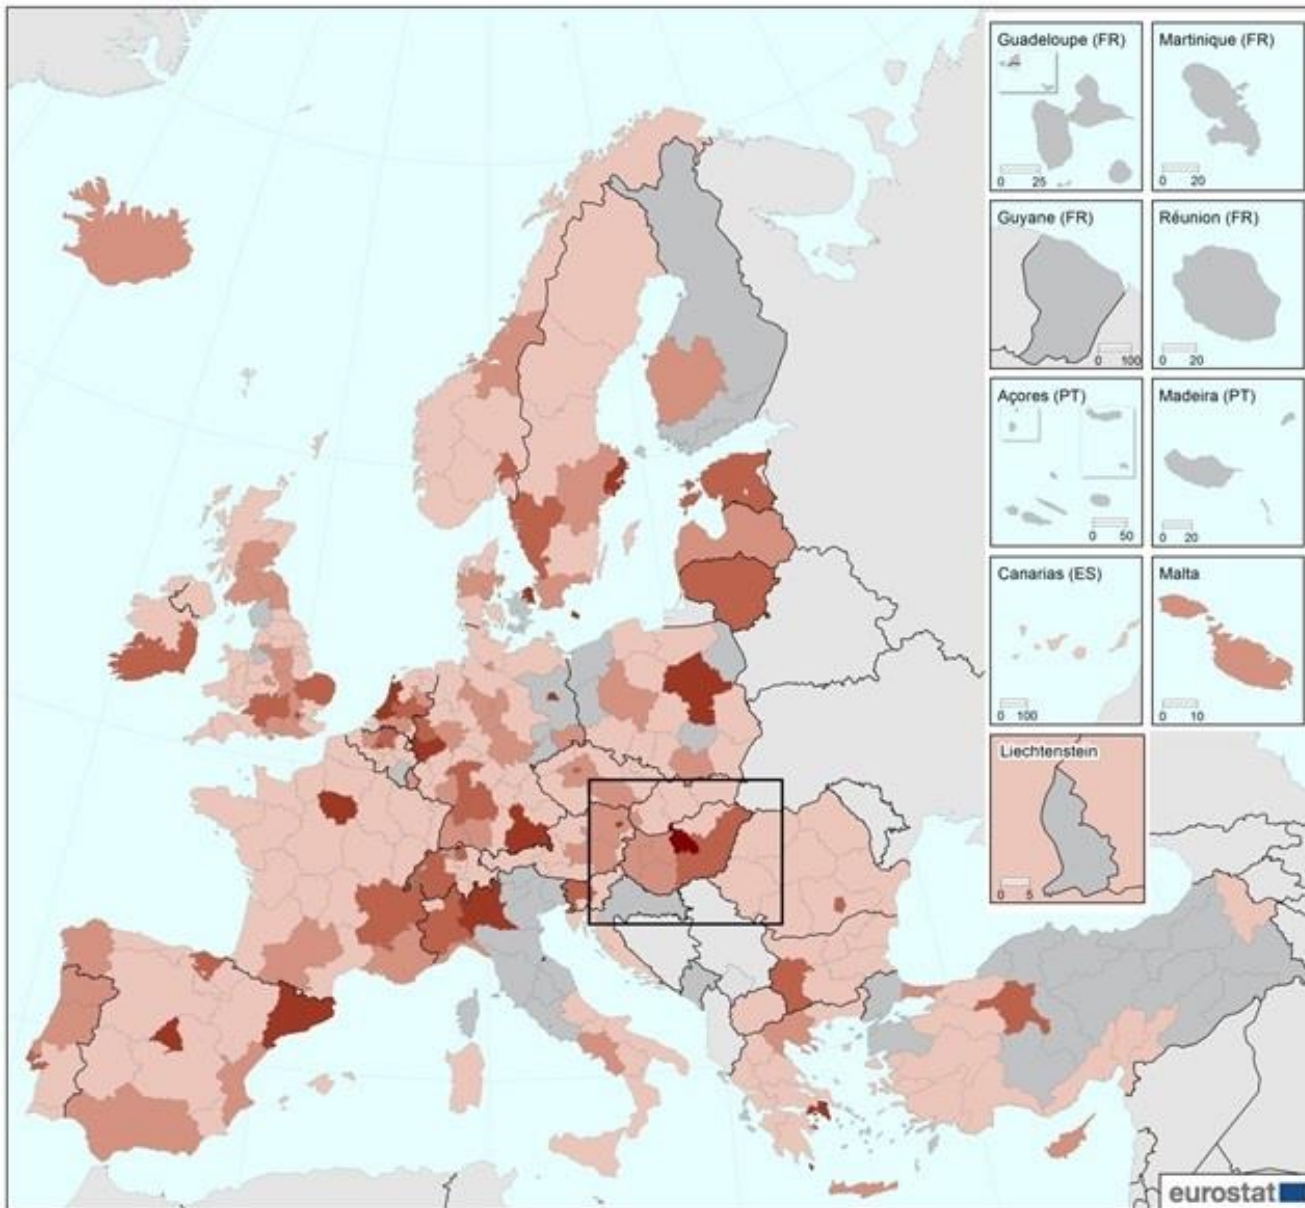 Guadeloupe (FR)
0 25
Martinique (FR)
0 20
Guyane (FR)
0 100
Réunion (FR)
0 20
Açores (PT)
0 50
Madeira (PT)
0 20
Canarias (ES)
0 100
Malta
0 10
Liechtenstein
0 5
eurostat